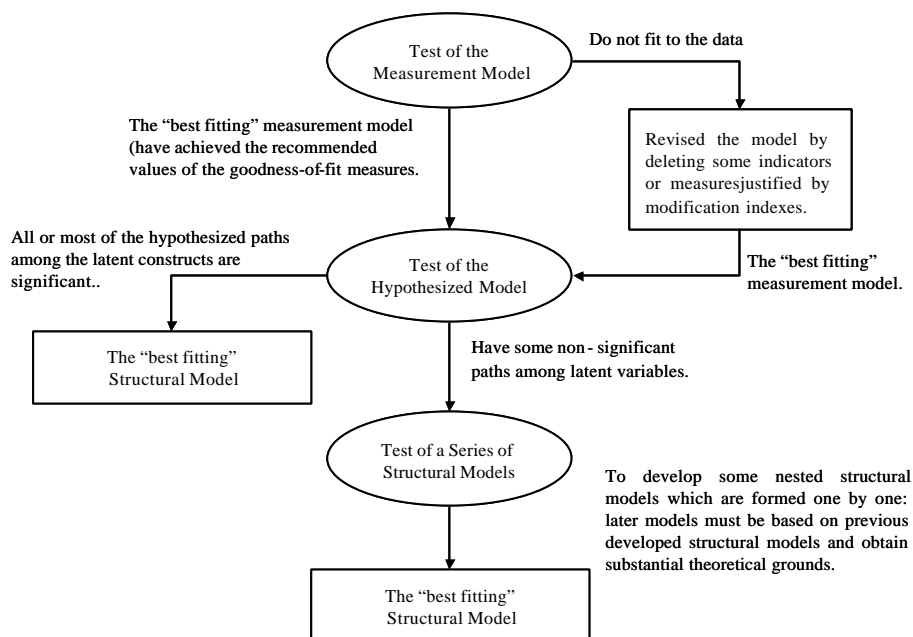 Test of the
Measurement Model
Do not fit to the data
The “best fitting” measurement model
(have achieved the recommended
values of the goodness-of-fit measures.
Revised the model by
deleting some indicators
or measuresjustified by
modification indexes.
All or most of the hypothesized paths
among the latent constructs are
significant..
Test of the
Hypothesized Model
The “best fitting”
measurement model.
The “best fitting”
Structural Model
Have some non - significant
paths among latent variables.
Test of a Series of
Structural Models
To develop some nested structural
models which are formed one by one:
later models must be based on previous
developed structural models and obtain
substantial theoretical grounds.
The “best fitting”
Structural Model